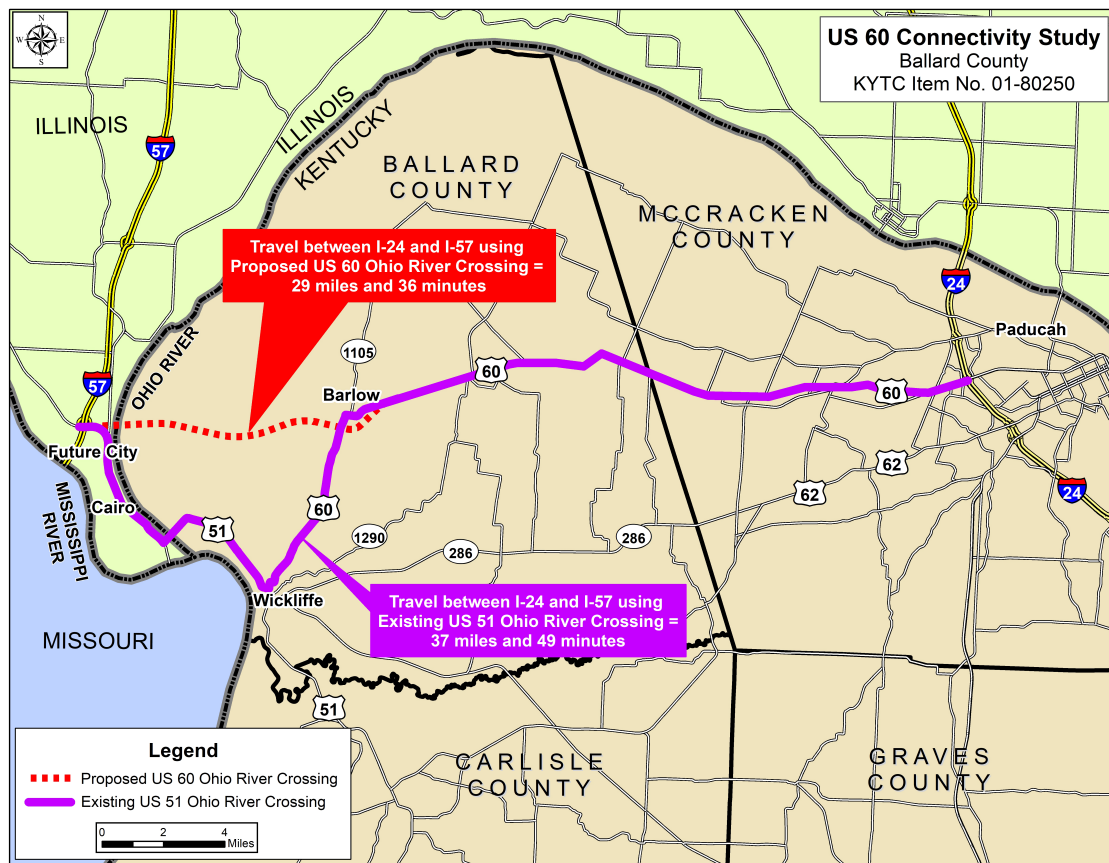 N
W
E
S
US 60 Connectivity Study
Ballard County
KYTC Item No. 01-80250
ILLINOIS
57
ILLINOIS
KENTUCKY
BALLARD
COUNTY
MCCRACKEN
COUNTY
Travel between I-24 and I-57 using
Proposed US 60 Ohio River Crossing =
29 miles and 36 minutes
24
Paducah
OHIO RIVER
1105
60
57
Barlow
60
Future City
62
62
24
MISSISSIPPI
RIVER
Cairo
51
60
1290
286
286
Wickliffe
Travel between I-24 and I-57 using
Existing US 51 Ohio River Crossing =
37 miles and 49 minutes
MISSOURI
51
CARLISLE
COUNTY
GRAVES
COUNTY
Legend
Proposed US 60 Ohio River Crossing
Existing US 51 Ohio River Crossing
0 2 4
Miles